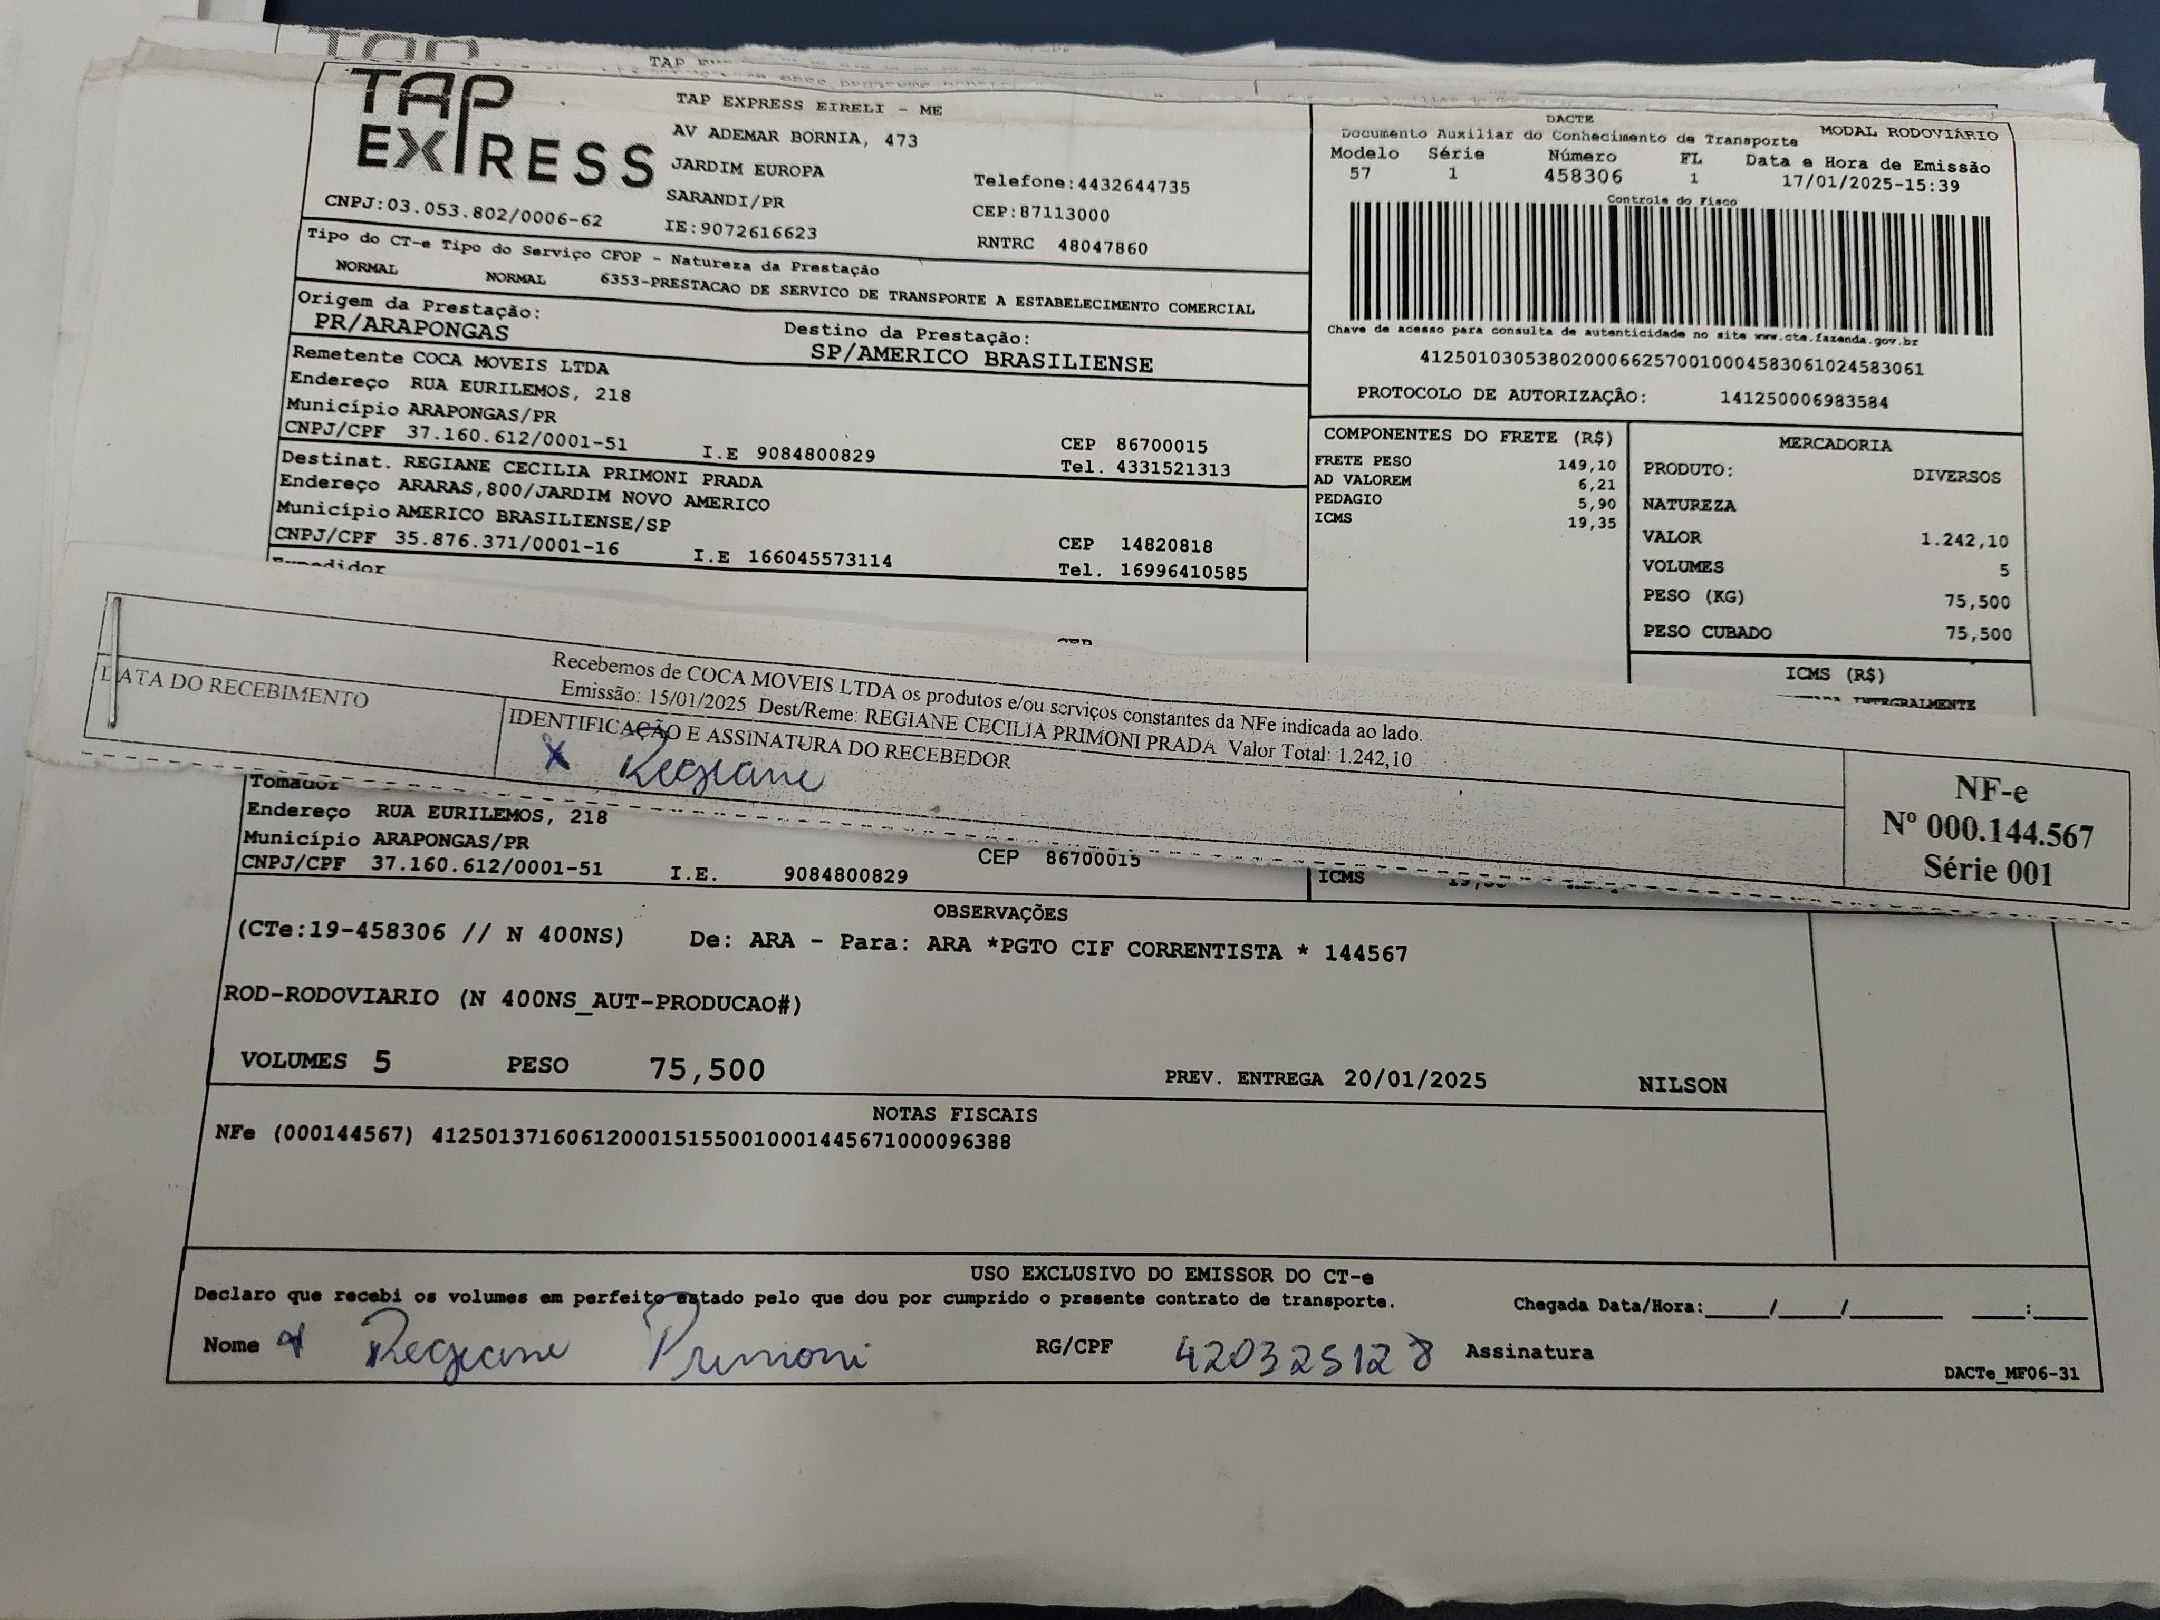 TAP
TAP EXPRESS
CNPJ:03.053.802/0006-62
TAP EXPRESS EIRELI - ME
AV ADEMAR BORNIA, 473
JARDIM EUROPA
SARANDI/PR
IE:9072616623
Telefone:4432644735
CEP:87113000
RNTRC 48047860
DACTE
Documento Auxiliar do Conhecimento de Transporte
MODAL RODOVIÁRIO
Modelo Série Número FL Data e Hora de Emissão
57 1 458306 1 17/01/2025-15:39
Controle do Fisco
Chave de acesso para consulta de autenticidade no site www.cte.fazenda.gov.br
41250103053802000662570010004583061024583061
PROTOCOLO DE AUTORIZAÇÃO: 141250006983584
Tipo do CT-e Tipo do Serviço CFOP - Natureza da Prestação
NORMAL NORMAL 6353-PRESTACAO DE SERVICO DE TRANSPORTE A ESTABELECIMENTO COMERCIAL
Origem da Prestação: Destino da Prestação:
PR/ARAPONGAS SP/AMERICO BRASILIENSE
Remetente COCA MOVEIS LTDA
Endereço RUA EURILEMOS, 218
Município ARAPONGAS/PR CEP 86700015
CNPJ/CPF 37.160.612/0001-51 I.E 9084800829 Tel. 4331521313
Destinat. REGIANE CECILIA PRIMONI PRADA
Endereço ARARAS,800/JARDIM NOVO AMERICO
Município AMERICO BRASILIENSE/SP CEP 14820818
CNPJ/CPF 35.876.371/0001-16 I.E 166045573114 Tel. 16996410585
Expedidor
CEP
COMPONENTES DO FRETE (R$)
FRETE PESO 149,10
AD VALOREM 6,21
PEDAGIO 5,90
ICMS 19,35
MERCADORIA
PRODUTO: DIVERSOS
NATUREZA
VALOR 1.242,10
VOLUMES 5
PESO (KG) 75,500
PESO CUBADO 75,500
ICMS (R$)
INTEGRALMENTE
Recebemos de COCA MOVEIS LTDA os produtos e/ou serviços constantes da NFe indicada ao lado.
Emissão: 15/01/2025 Dest/Reme: REGIANE CECILIA PRIMONI PRADA Valor Total: 1.242,10
DATA DO RECEBIMENTO
IDENTIFICAÇÃO E ASSINATURA DO RECEBEDOR
X Regiane
NF-e
Nº 000.144.567
Série 001
Tomador
Endereço RUA EURILEMOS, 218
Município ARAPONGAS/PR CEP 86700015
CNPJ/CPF 37.160.612/0001-51 I.E. 9084800829
ICMS
OBSERVAÇÕES
(CTe:19-458306 // N 400NS) De: ARA - Para: ARA *PGTO CIF CORRENTISTA * 144567
ROD-RODOVIARIO (N 400NS_AUT-PRODUCAO#)
VOLUMES 5 PESO 75,500 PREV. ENTREGA 20/01/2025 NILSON
NOTAS FISCAIS
NFe (000144567) 41250137160612000151550010001445671000096388
USO EXCLUSIVO DO EMISSOR DO CT-e
Declaro que recebi os volumes em perfeito estado pelo que dou por cumprido o presente contrato de transporte. Chegada Data/Hora:____/____/______ ___:___
Nome Regiane Primoni RG/CPF 420325128 Assinatura
DACTe_MF06-31